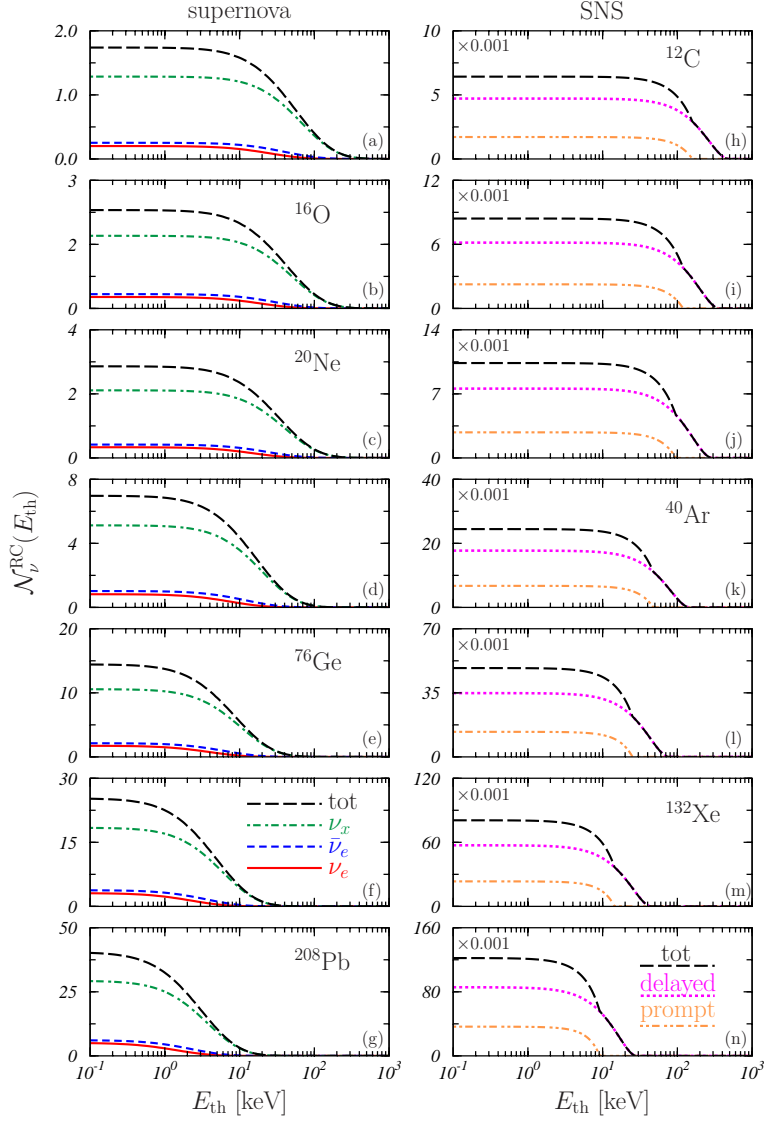 supernova SNS
2.0 1.0 0.0 (a)
12 6 0 ×0.001 ¹²C (h)
3 2 0 ¹⁶O (b)
12 6 0 ×0.001 (i)
4 2 0 ²⁰Ne (c)
14 7 0 ×0.001 (j)
8 4 0 (d)
40 20 0 ×0.001 ⁴⁰Ar (k)
20 10 0 ⁷⁶Ge (e)
70 35 0 ×0.001 (l)
30 15 0 (f)
tot
νₓ
ν̄ₑ
νₑ
120 60 0 ×0.001 ¹³²Xe (m)
50 25 0 ²⁰⁸Pb (g)
160 80 0 ×0.001 (n)
tot
delayed
prompt
10⁻¹ 10⁰ 10¹ 10² 10³ 10⁻¹ 10⁰ 10¹ 10² 10³
E_th [keV] E_th [keV]
𝒩_ν^RC(E_th)